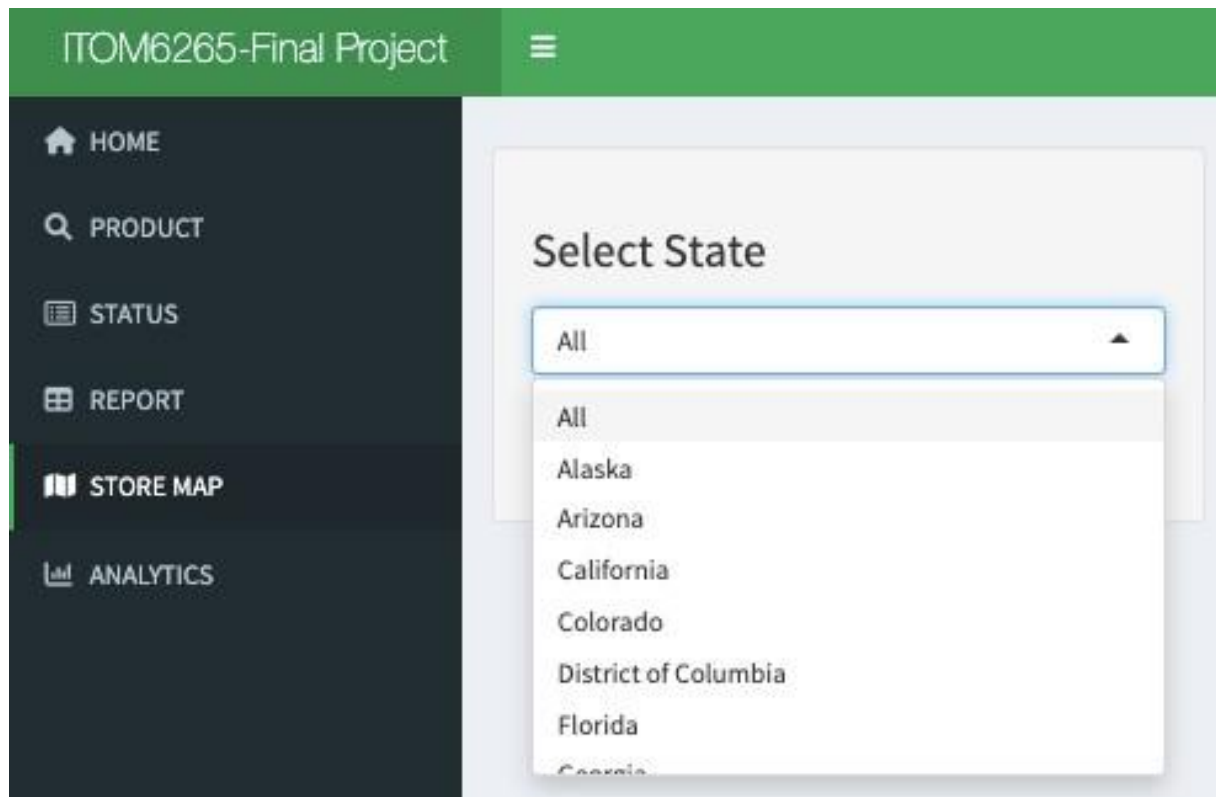 ITOM6265-Final Project
HOME
PRODUCT
STATUS
REPORT
STORE MAP
ANALYTICS
Select State
All
All
Alaska
Arizona
California
Colorado
District of Columbia
Florida
Georgia